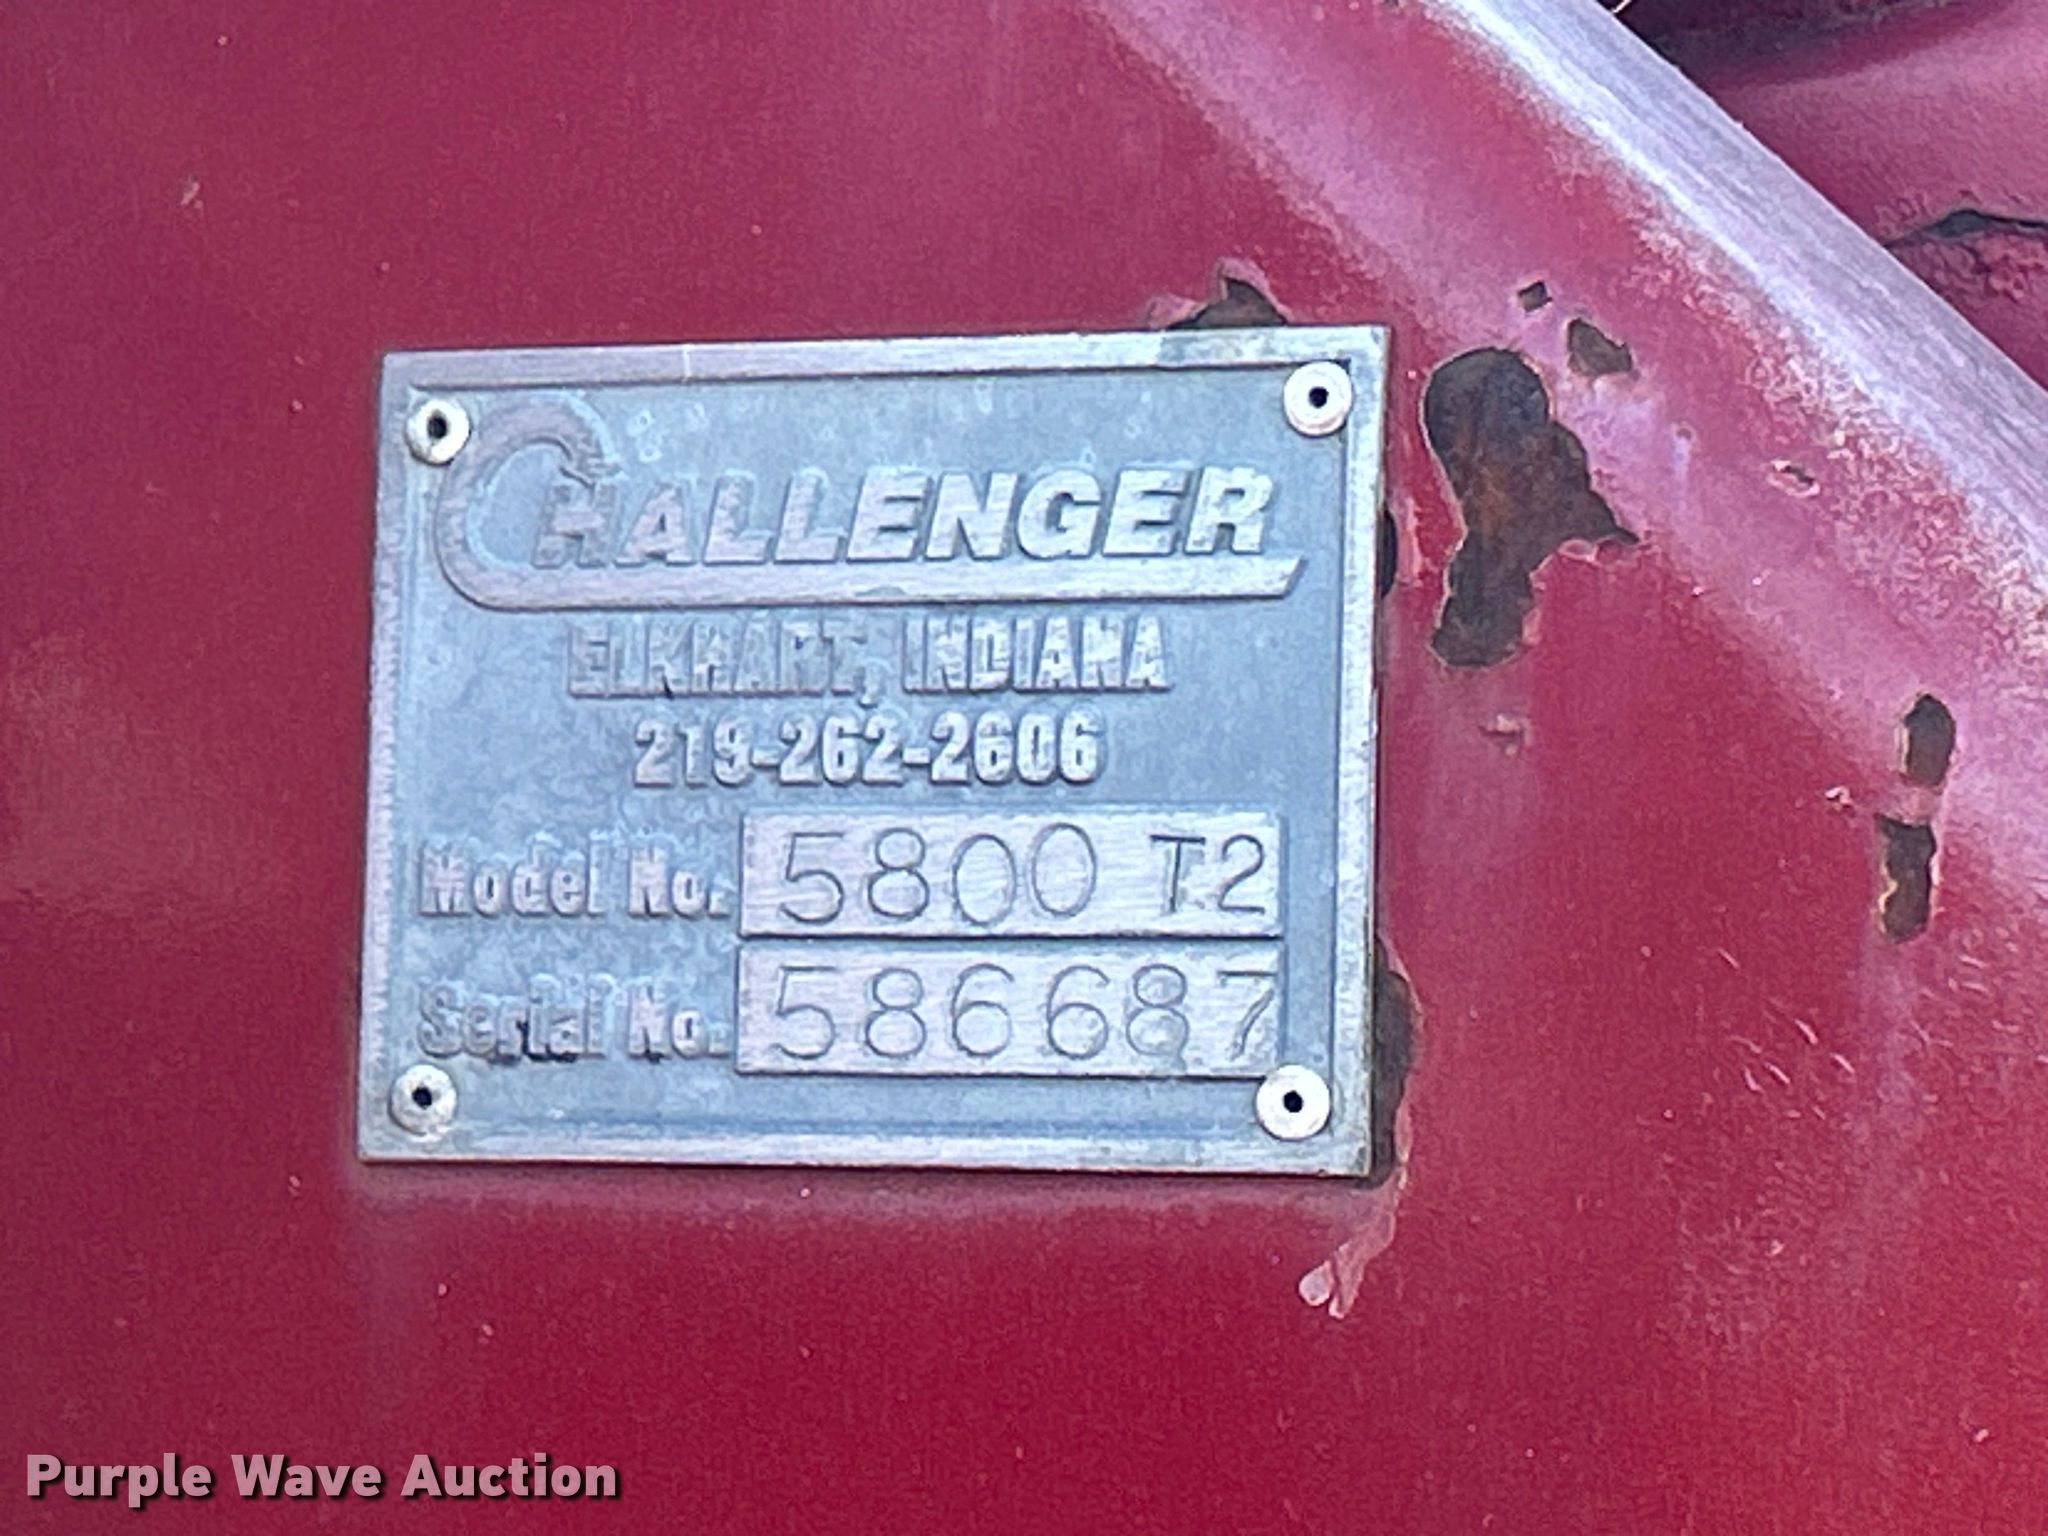 CHALLENGER
ELKHART, INDIANA
219-262-2606
Model No. 5800 T2
Serial No. 586687
Purple Wave Auction